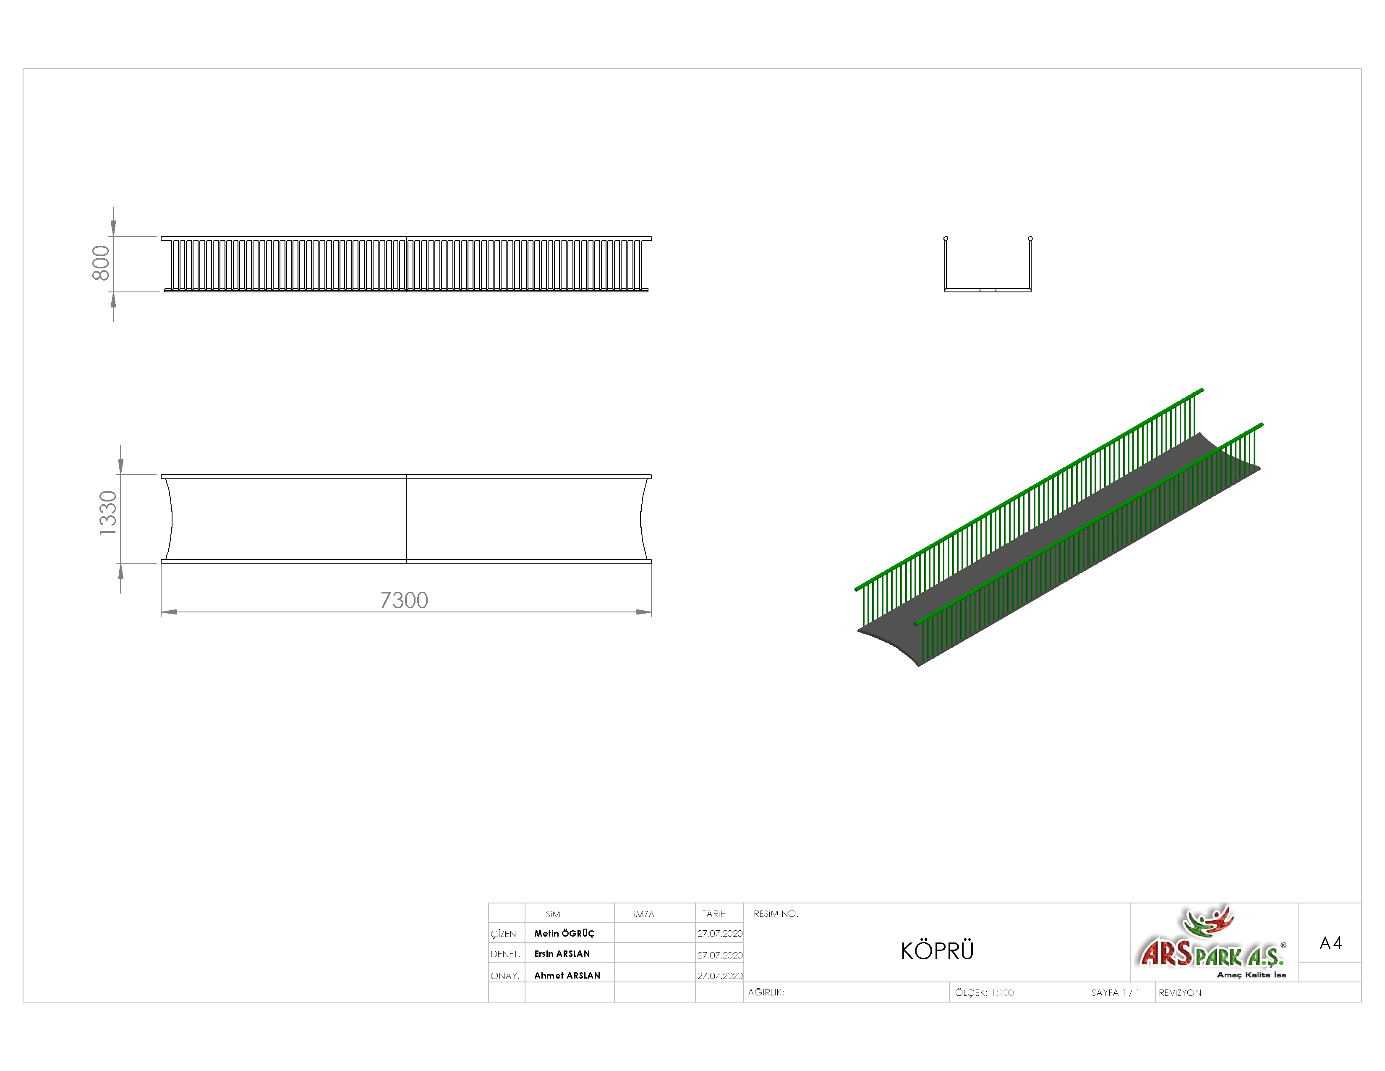 800
1330
7300
İSİM İMZA TARİH RESİM NO.
ÇİZEN Metin ÖGRÜÇ 27.07.2020
DENET. Ersin ARSLAN 27.07.2020
ONAY. Ahmet ARSLAN 27.07.2020
KÖPRÜ
ARSPARK A.Ş.®
Amaç Kalite İse
A4
AĞIRLIK: ÖLÇEK: 1:100 SAYFA 1 / 1 REVİZYON